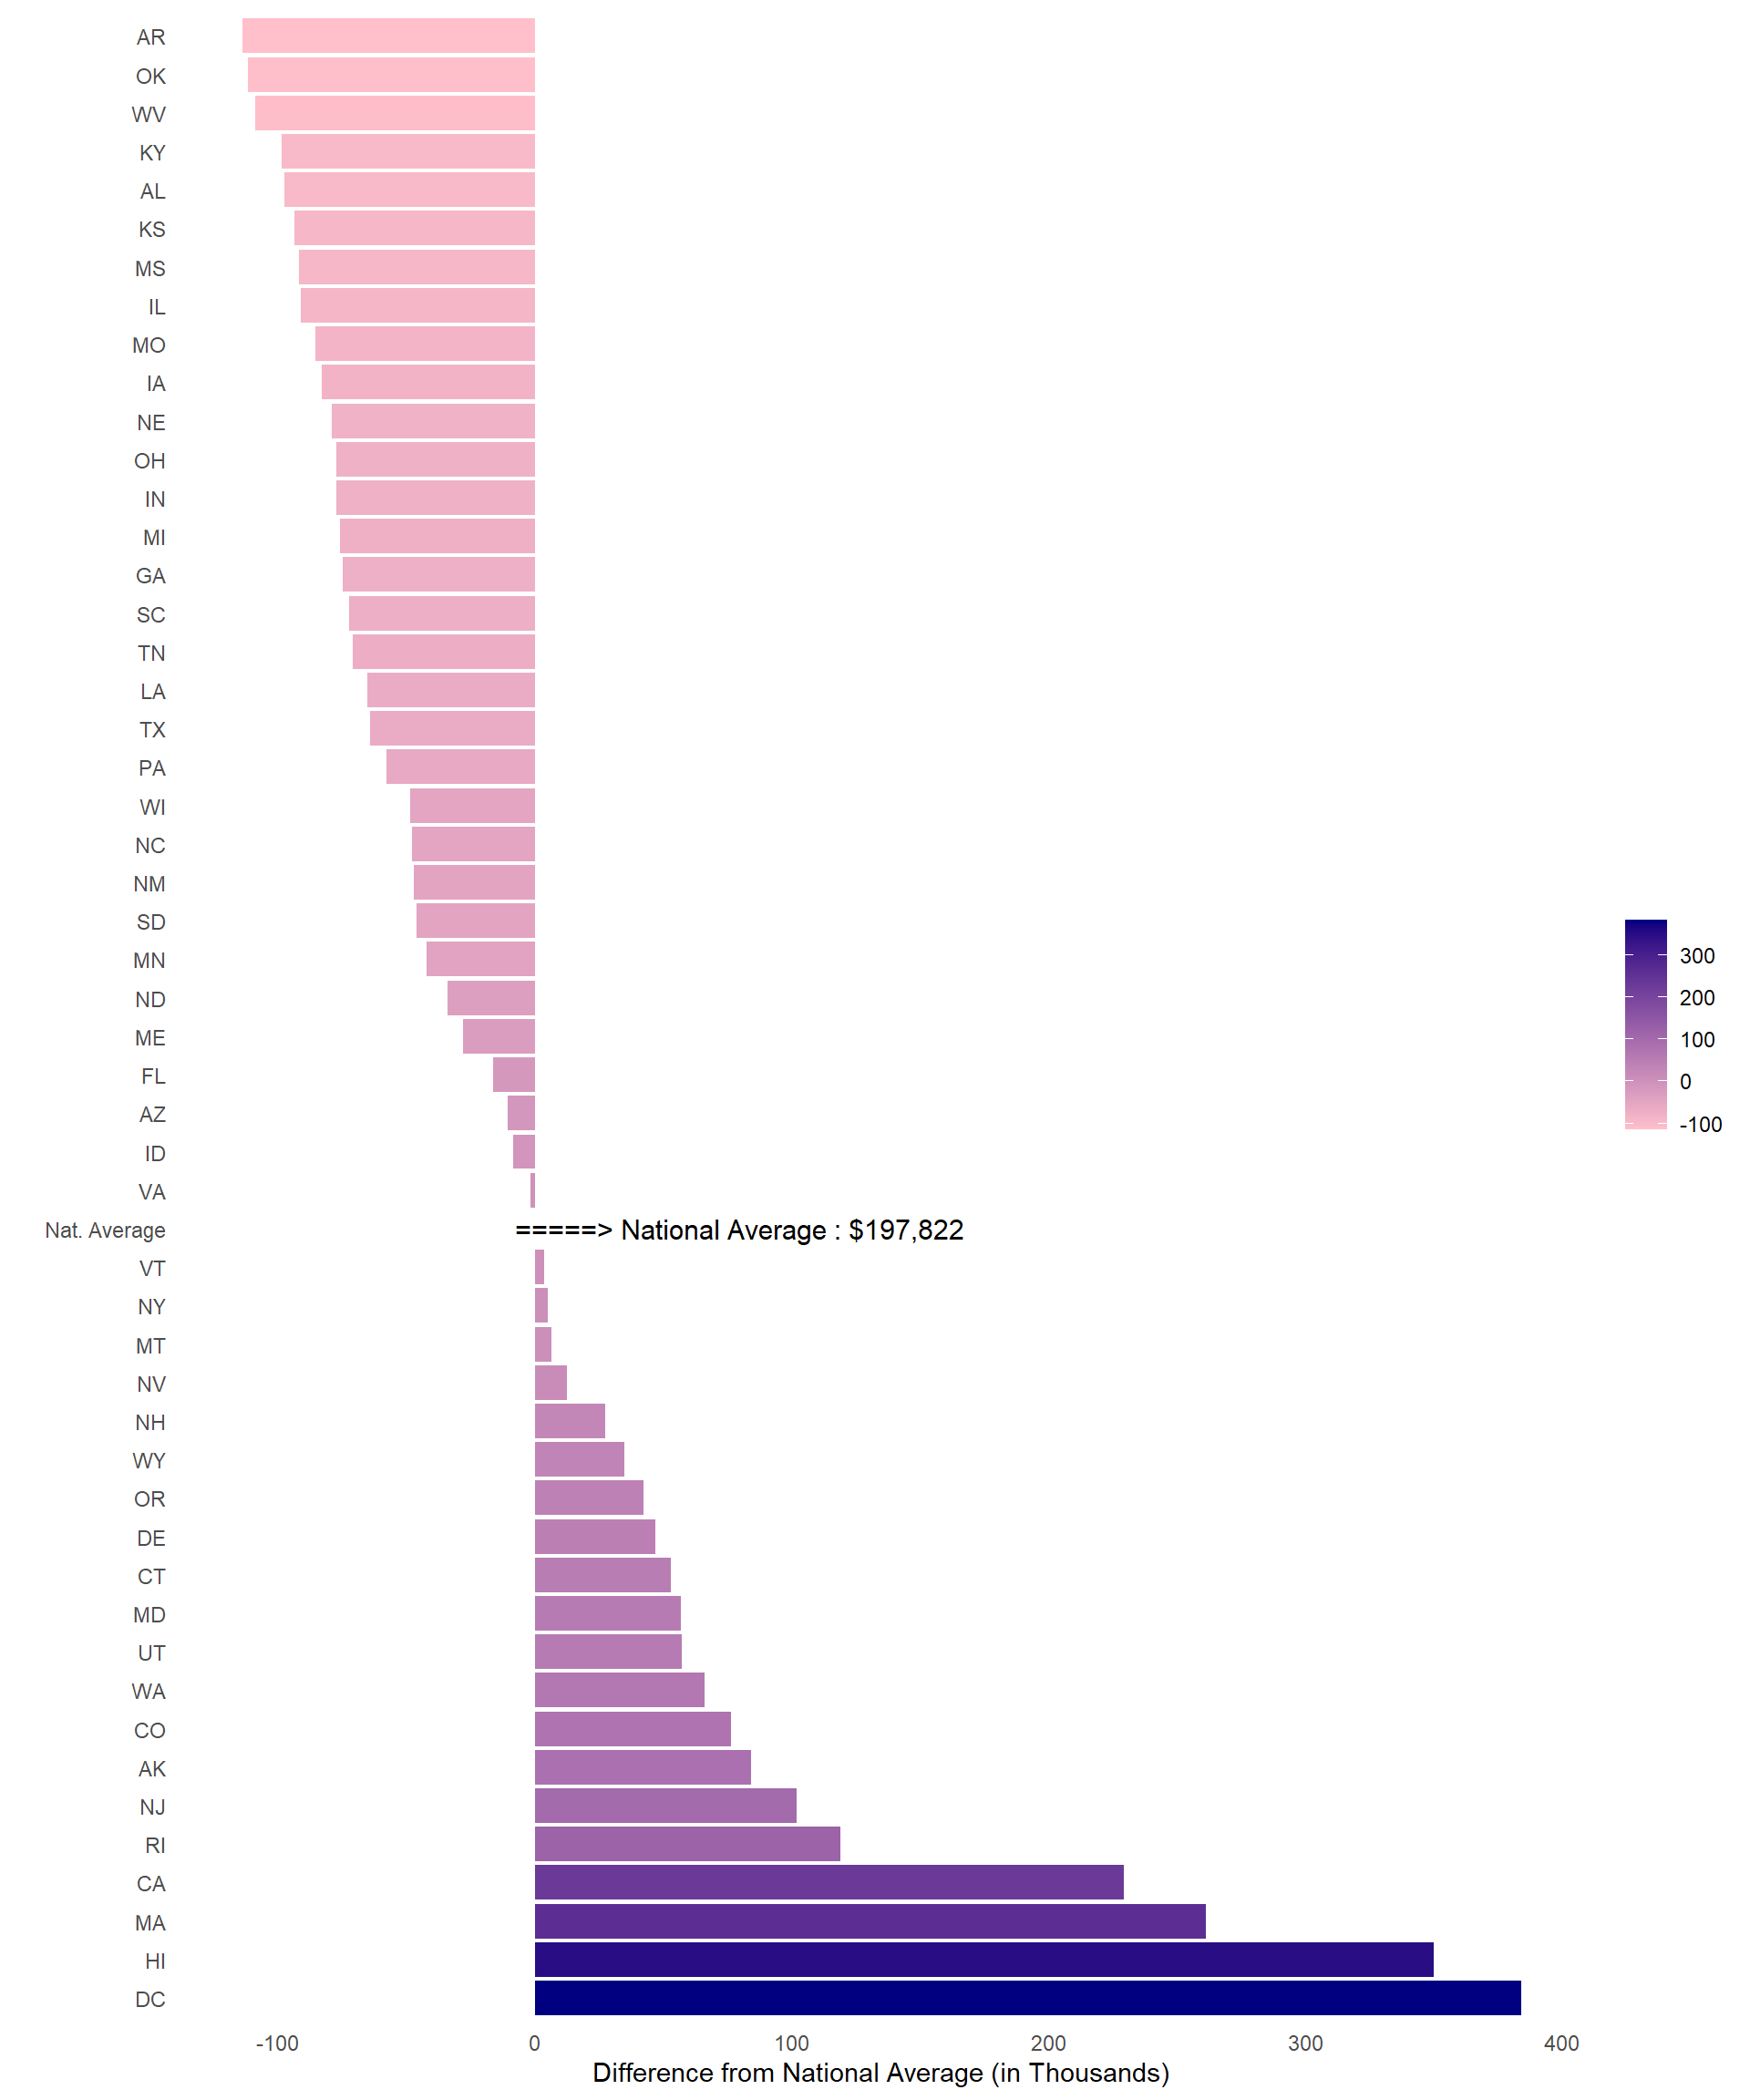 AR
OK
WV
KY
AL
KS
MS
IL
MO
IA
NE
OH
IN
MI
GA
SC
TN
LA
TX
PA
WI
NC
NM
SD
MN
ND
ME
FL
AZ
ID
VA
Nat. Average =====> National Average : $197,822
VT
NY
MT
NV
NH
WY
OR
DE
CT
MD
UT
WA
CO
AK
NJ
RI
CA
MA
HI
DC
-100 0 100 200 300 400
Difference from National Average (in Thousands)
300
200
100
0
-100